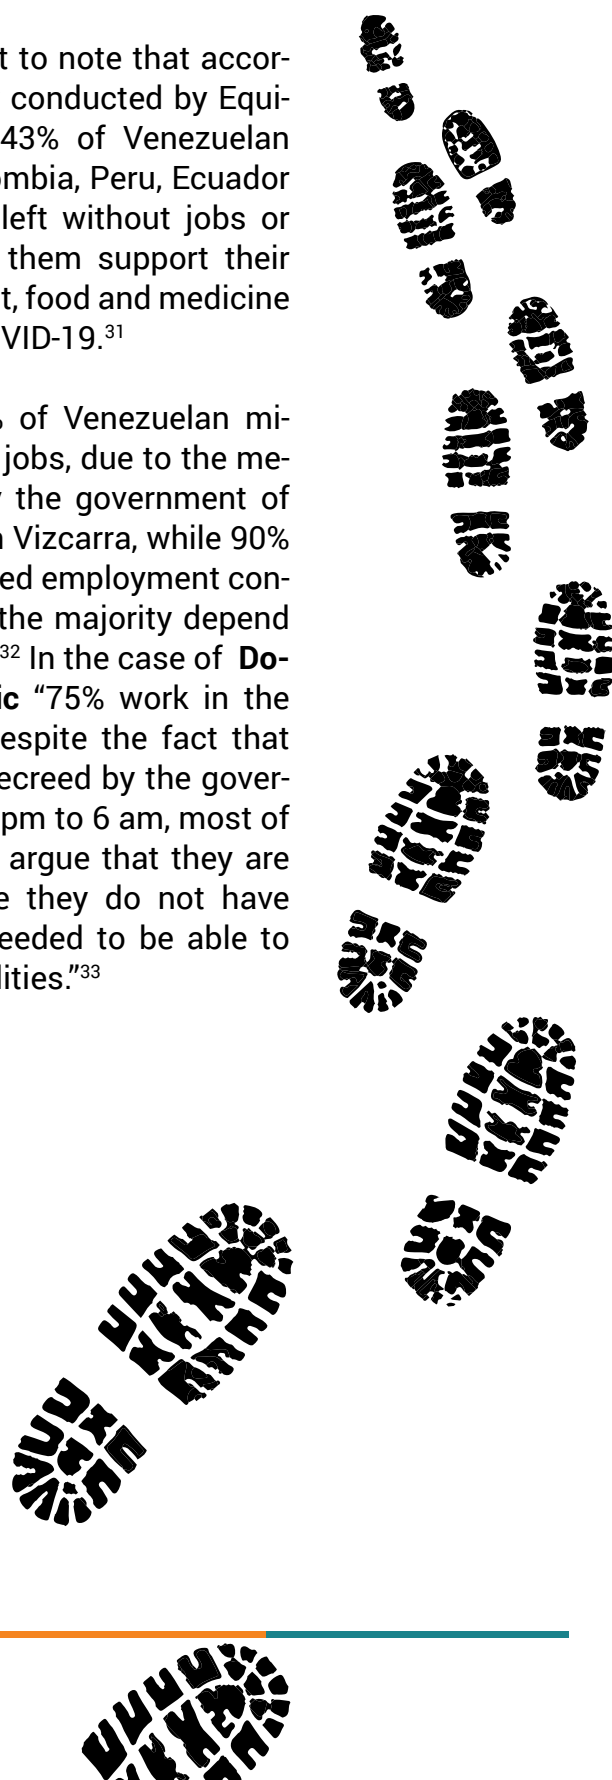 t to note that accor-
conducted by Equi-
43% of Venezuelan
ombia, Peru, Ecuador
left without jobs or
them support their
t, food and medicine
VID-19.31
% of Venezuelan mi-
jobs, due to the me-
y the government of
n Vizcarra, while 90%
ed employment con-
the majority depend
32 In the case of Do-
ic “75% work in the
espite the fact that
ecreed by the gover-
pm to 6 am, most of
argue that they are
e they do not have
eeded to be able to
lities.”33